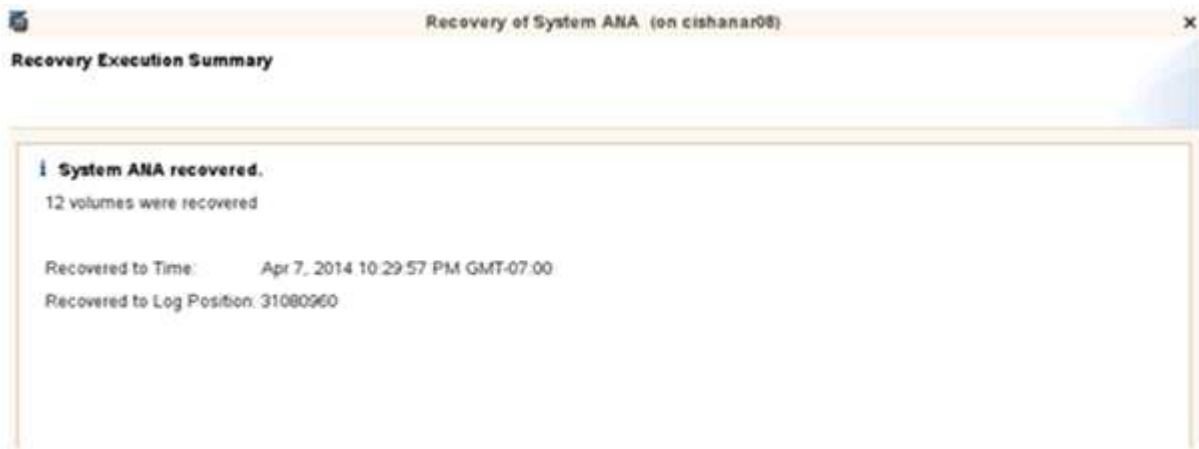 Recovery of System ANA (on cishanar08)
Recovery Execution Summary
System ANA recovered.
12 volumes were recovered
Recovered to Time: Apr 7, 2014 10:29:57 PM GMT-07:00
Recovered to Log Position: 31080960